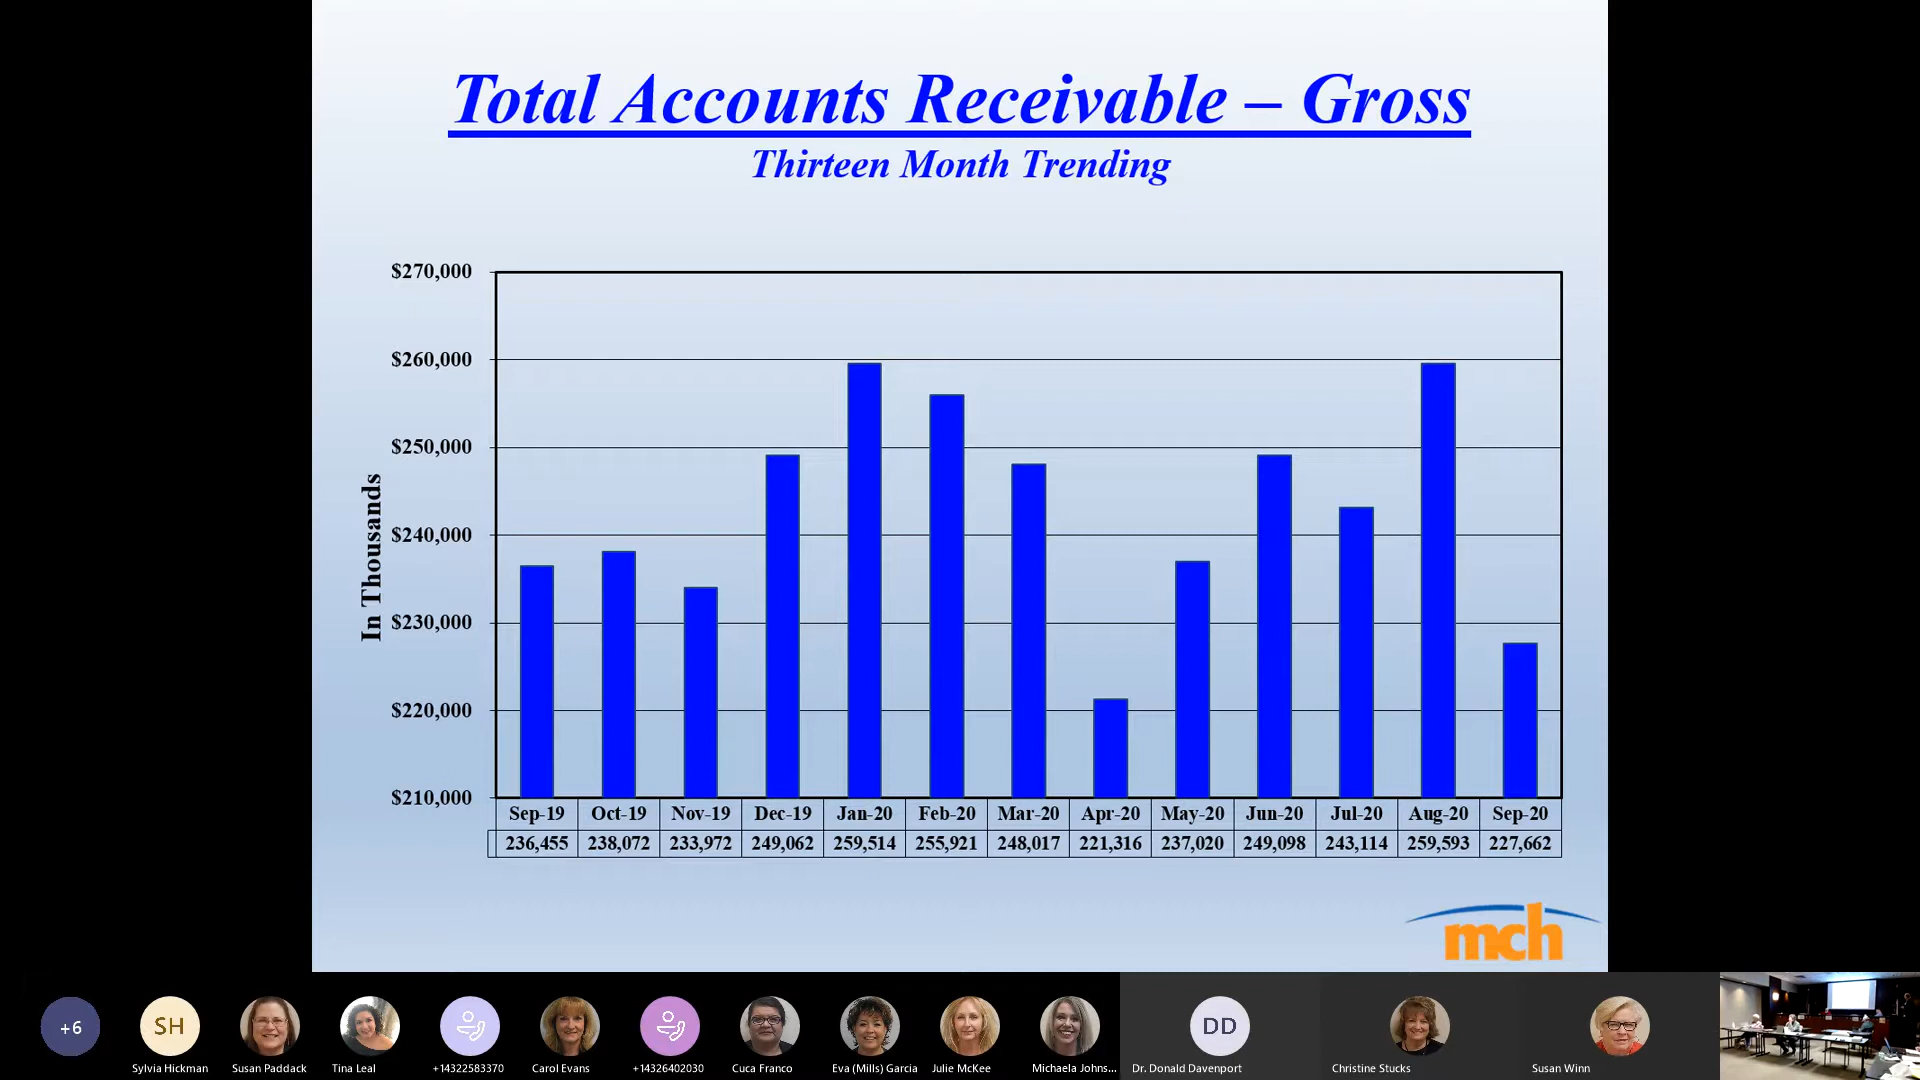 Total Accounts Receivable – Gross
Thirteen Month Trending
In Thousands
$270,000
$260,000
$250,000
$240,000
$230,000
$220,000
$210,000
Sep-19 Oct-19 Nov-19 Dec-19 Jan-20 Feb-20 Mar-20 Apr-20 May-20 Jun-20 Jul-20 Aug-20 Sep-20
236,455 238,072 233,972 249,062 259,514 255,921 248,017 221,316 237,020 249,098 243,114 259,593 227,662
mch
+6
SH
DD
Sylvia Hickman Susan Paddack Tina Leal +14322583370 Carol Evans +14326402030 Cuca Franco Eva (Mills) Garcia Julie McKee Michaela Johns... Dr. Donald Davenport Christine Stucks Susan Winn